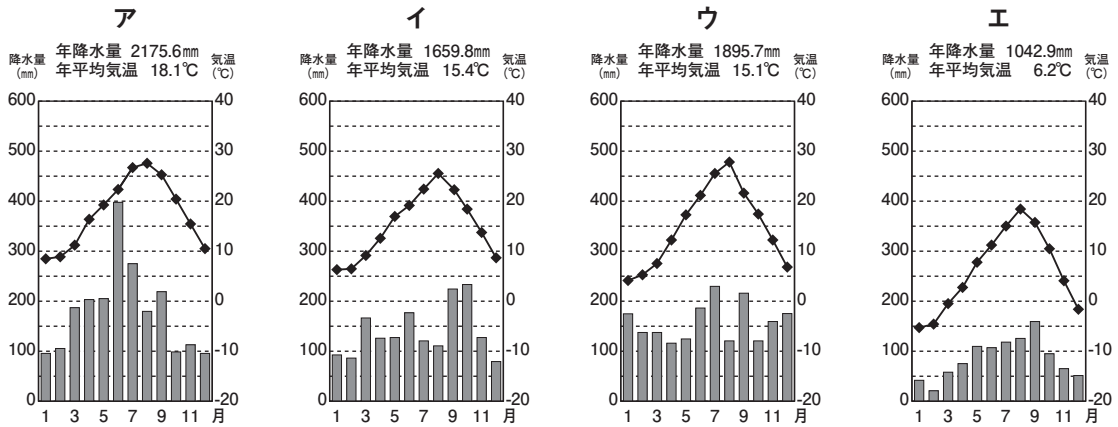 ア
降水量
(㎜)
年降水量 2175.6㎜
年平均気温 18.1℃
気温
(℃)
600
500
400
300
200
100
0
40
30
20
10
0
-10
-20
1 3 5 7 9 11 月
イ
降水量
(㎜)
年降水量 1659.8㎜
年平均気温 15.4℃
気温
(℃)
600
500
400
300
200
100
0
40
30
20
10
0
-10
-20
1 3 5 7 9 11 月
ウ
降水量
(㎜)
年降水量 1895.7㎜
年平均気温 15.1℃
気温
(℃)
600
500
400
300
200
100
0
40
30
20
10
0
-10
-20
1 3 5 7 9 11 月
エ
降水量
(㎜)
年降水量 1042.9㎜
年平均気温 6.2℃
気温
(℃)
600
500
400
300
200
100
0
40
30
20
10
0
-10
-20
1 3 5 7 9 11 月